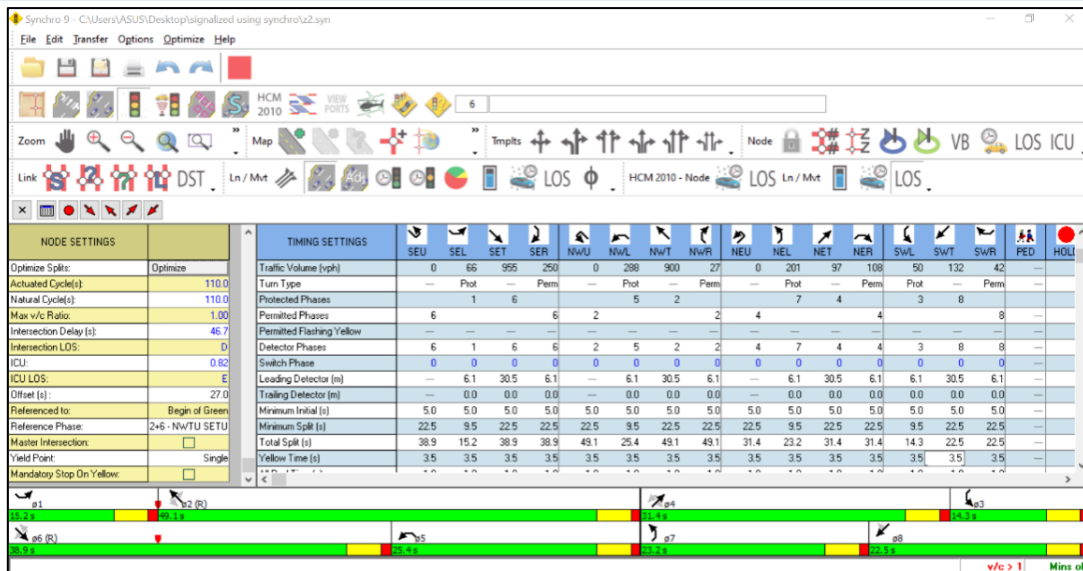 Synchro 9 - C:\Users\ASUS\Desktop\signalized using synchro\z2.syn
File Edit Transfer Options Optimize Help
HCM 2010 VIEW PORTS 6
Zoom Map Tmplts Node VB LOS ICU
Link DST Ln / Mvt LOS Φ HCM 2010 - Node LOS Ln / Mvt LOS
NODE SETTINGS
Optimize Splits: Optimize
Actuated Cycle(s): 110.0
Natural Cycle(s): 110.0
Max v/c Ratio: 1.00
Intersection Delay (s): 46.7
Intersection LOS: D
ICU: 0.82
ICU LOS: E
Offset (s) : 27.0
Referenced to: Begin of Green
Reference Phase: 2+6 - NWTU SETU
Master Intersection:
Yield Point: Single
Mandatory Stop On Yellow:
TIMING SETTINGS SEU SEL SET SER NWU NWL NWT NWR NEU NEL NET NER SWL SWT SWR PED HOLD
Traffic Volume (vph) 0 66 955 250 0 288 900 27 0 201 97 108 50 132 42 —
Turn Type — Prot — Perm — Prot — Perm — Prot — Perm Prot — Perm —
Protected Phases 1 6 5 2 7 4 3 8 —
Permitted Phases 6 6 2 2 4 4 8 —
Permitted Flashing Yellow — — — — — — — — — — — — — — — —
Detector Phases 6 1 6 6 2 5 2 2 4 7 4 4 3 8 8 —
Switch Phase 0 0 0 0 0 0 0 0 0 0 0 0 0 0 0 —
Leading Detector (m) — 6.1 30.5 6.1 — 6.1 30.5 6.1 — 6.1 30.5 6.1 6.1 30.5 6.1 —
Trailing Detector (m) — 0.0 0.0 0.0 — 0.0 0.0 0.0 — 0.0 0.0 0.0 0.0 0.0 0.0 —
Minimum Initial (s) 5.0 5.0 5.0 5.0 5.0 5.0 5.0 5.0 5.0 5.0 5.0 5.0 5.0 5.0 5.0 —
Minimum Split (s) 22.5 9.5 22.5 22.5 22.5 9.5 22.5 22.5 22.5 9.5 22.5 22.5 9.5 22.5 22.5 —
Total Split (s) 38.9 15.2 38.9 38.9 49.1 25.4 49.1 49.1 31.4 23.2 31.4 31.4 14.3 22.5 22.5 —
Yellow Time (s) 3.5 3.5 3.5 3.5 3.5 3.5 3.5 3.5 3.5 3.5 3.5 3.5 3.5 3.5 3.5 —
ø1 ø2 (R) ø4 ø3
15.2 s 49.1 s 31.4 s 14.3 s
ø6 (R) ø5 ø7 ø8
38.9 s 25.4 s 23.2 s 22.5 s
v/c > 1 Mins